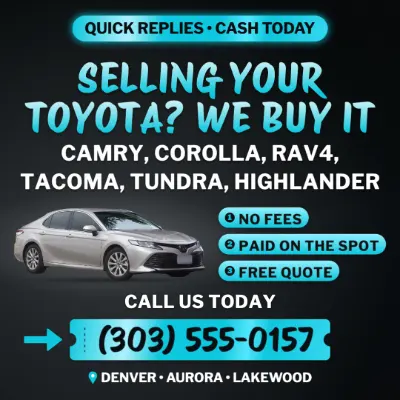 QUICK REPLIES • CASH TODAY
SELLING YOUR
TOYOTA? WE BUY IT
CAMRY, COROLLA, RAV4,
TACOMA, TUNDRA, HIGHLANDER
1 NO FEES
2 PAID ON THE SPOT
3 FREE QUOTE
CALL US TODAY
(303) 555-0157
DENVER • AURORA • LAKEWOOD